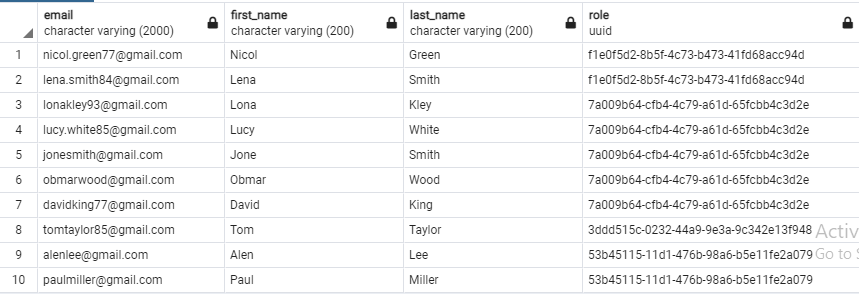 email first_name last_name role
character varying (2000) character varying (200) character varying (200) uuid
1 nicol.green77@gmail.com Nicol Green f1e0f5d2-8b5f-4c73-b473-41fd68acc94d
2 lena.smith84@gmail.com Lena Smith f1e0f5d2-8b5f-4c73-b473-41fd68acc94d
3 lonakley93@gmail.com Lona Kley 7a009b64-cfb4-4c79-a61d-65fcbb4c3d2e
4 lucy.white85@gmail.com Lucy White 7a009b64-cfb4-4c79-a61d-65fcbb4c3d2e
5 jonesmith@gmail.com Jone Smith 7a009b64-cfb4-4c79-a61d-65fcbb4c3d2e
6 obmarwood@gmail.com Obmar Wood 7a009b64-cfb4-4c79-a61d-65fcbb4c3d2e
7 davidking77@gmail.com David King 7a009b64-cfb4-4c79-a61d-65fcbb4c3d2e
8 tomtaylor85@gmail.com Tom Taylor 3ddd515c-0232-44a9-9e3a-9c342e13f948 Activ
9 alenlee@gmail.com Alen Lee 53b45115-11d1-476b-98a6-b5e11fe2a079 Go to S
10 paulmiller@gmail.com Paul Miller 53b45115-11d1-476b-98a6-b5e11fe2a079